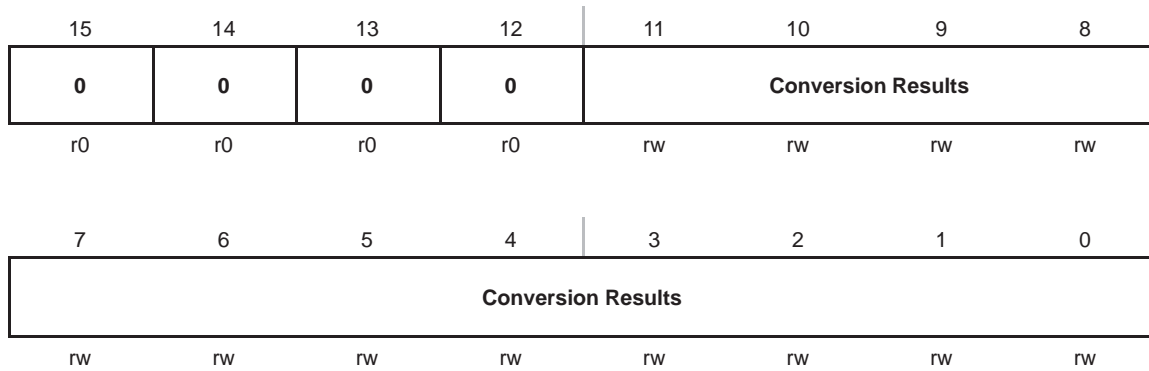 15 14 13 12 11 10 9 8
0 0 0 0 Conversion Results
r0 r0 r0 r0 rw rw rw rw
7 6 5 4 3 2 1 0
Conversion Results
rw rw rw rw rw rw rw rw